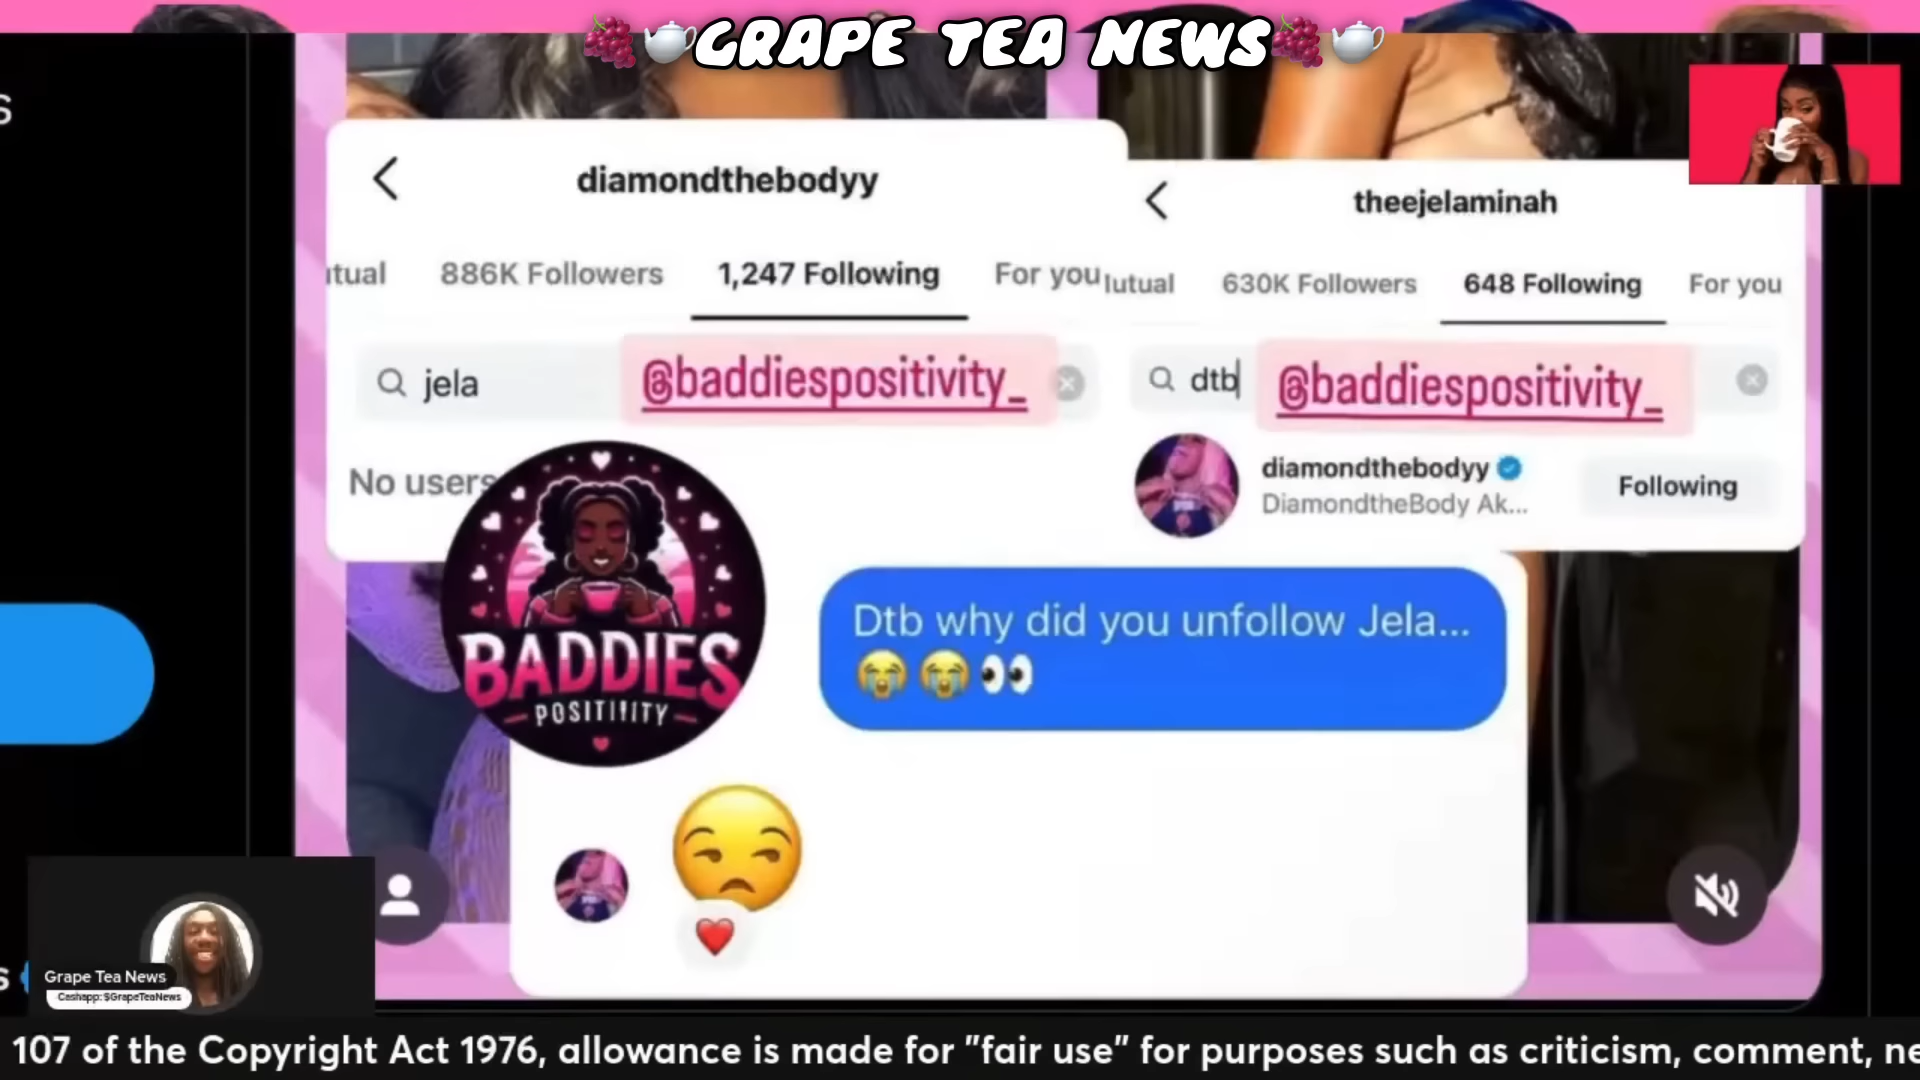 🍇🫖GRAPE TEA NEWS🍇🫖
s
diamondthebodyy
utual 886K Followers 1,247 Following For you
jela @baddiespositivity_
No users
theejelaminah
lutual 630K Followers 648 Following For you
dtb @baddiespositivity_
diamondthebodyy
DiamondtheBody Ak...
Following
BADDIES
POSITIVITY
Dtb why did you unfollow Jela...
😭😭👀
😒
❤️
s
Grape Tea News
Cashapp: $GrapeTeaNews
107 of the Copyright Act 1976, allowance is made for "fair use" for purposes such as criticism, comment, ne